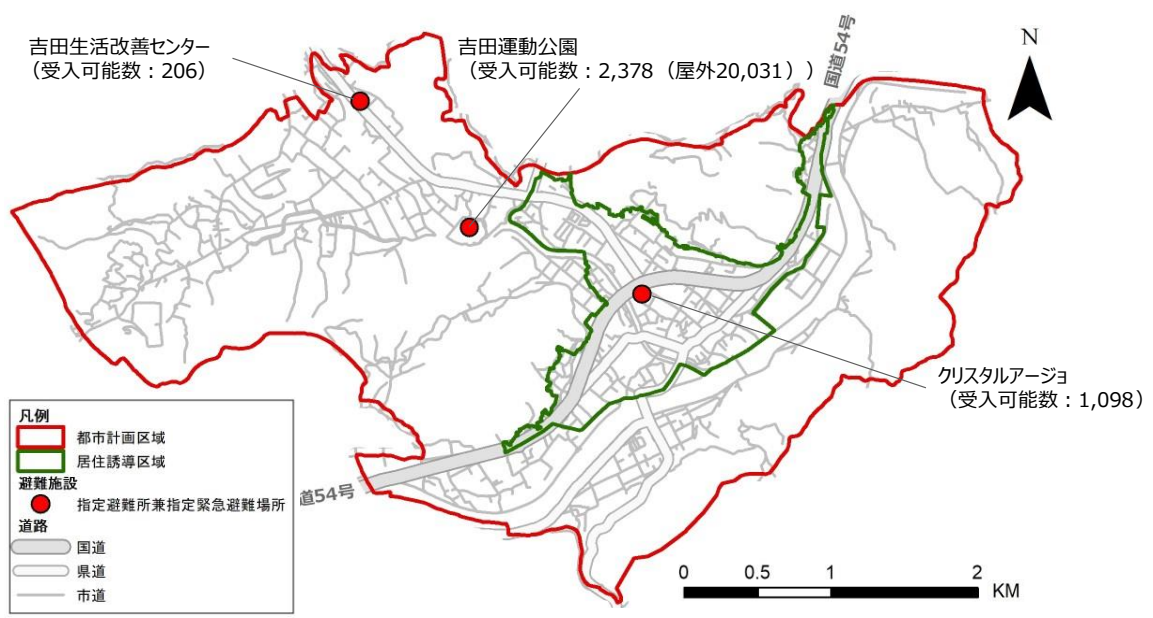 吉田生活改善センター
（受入可能数：206）
吉田運動公園
（受入可能数：2,378（屋外20,031））
国道54号
N
クリスタルアージョ
（受入可能数：1,098）
凡例
都市計画区域
居住誘導区域
避難施設
指定避難所兼指定緊急避難場所
道路
国道
県道
市道
道54号
0 0.5 1 2
KM